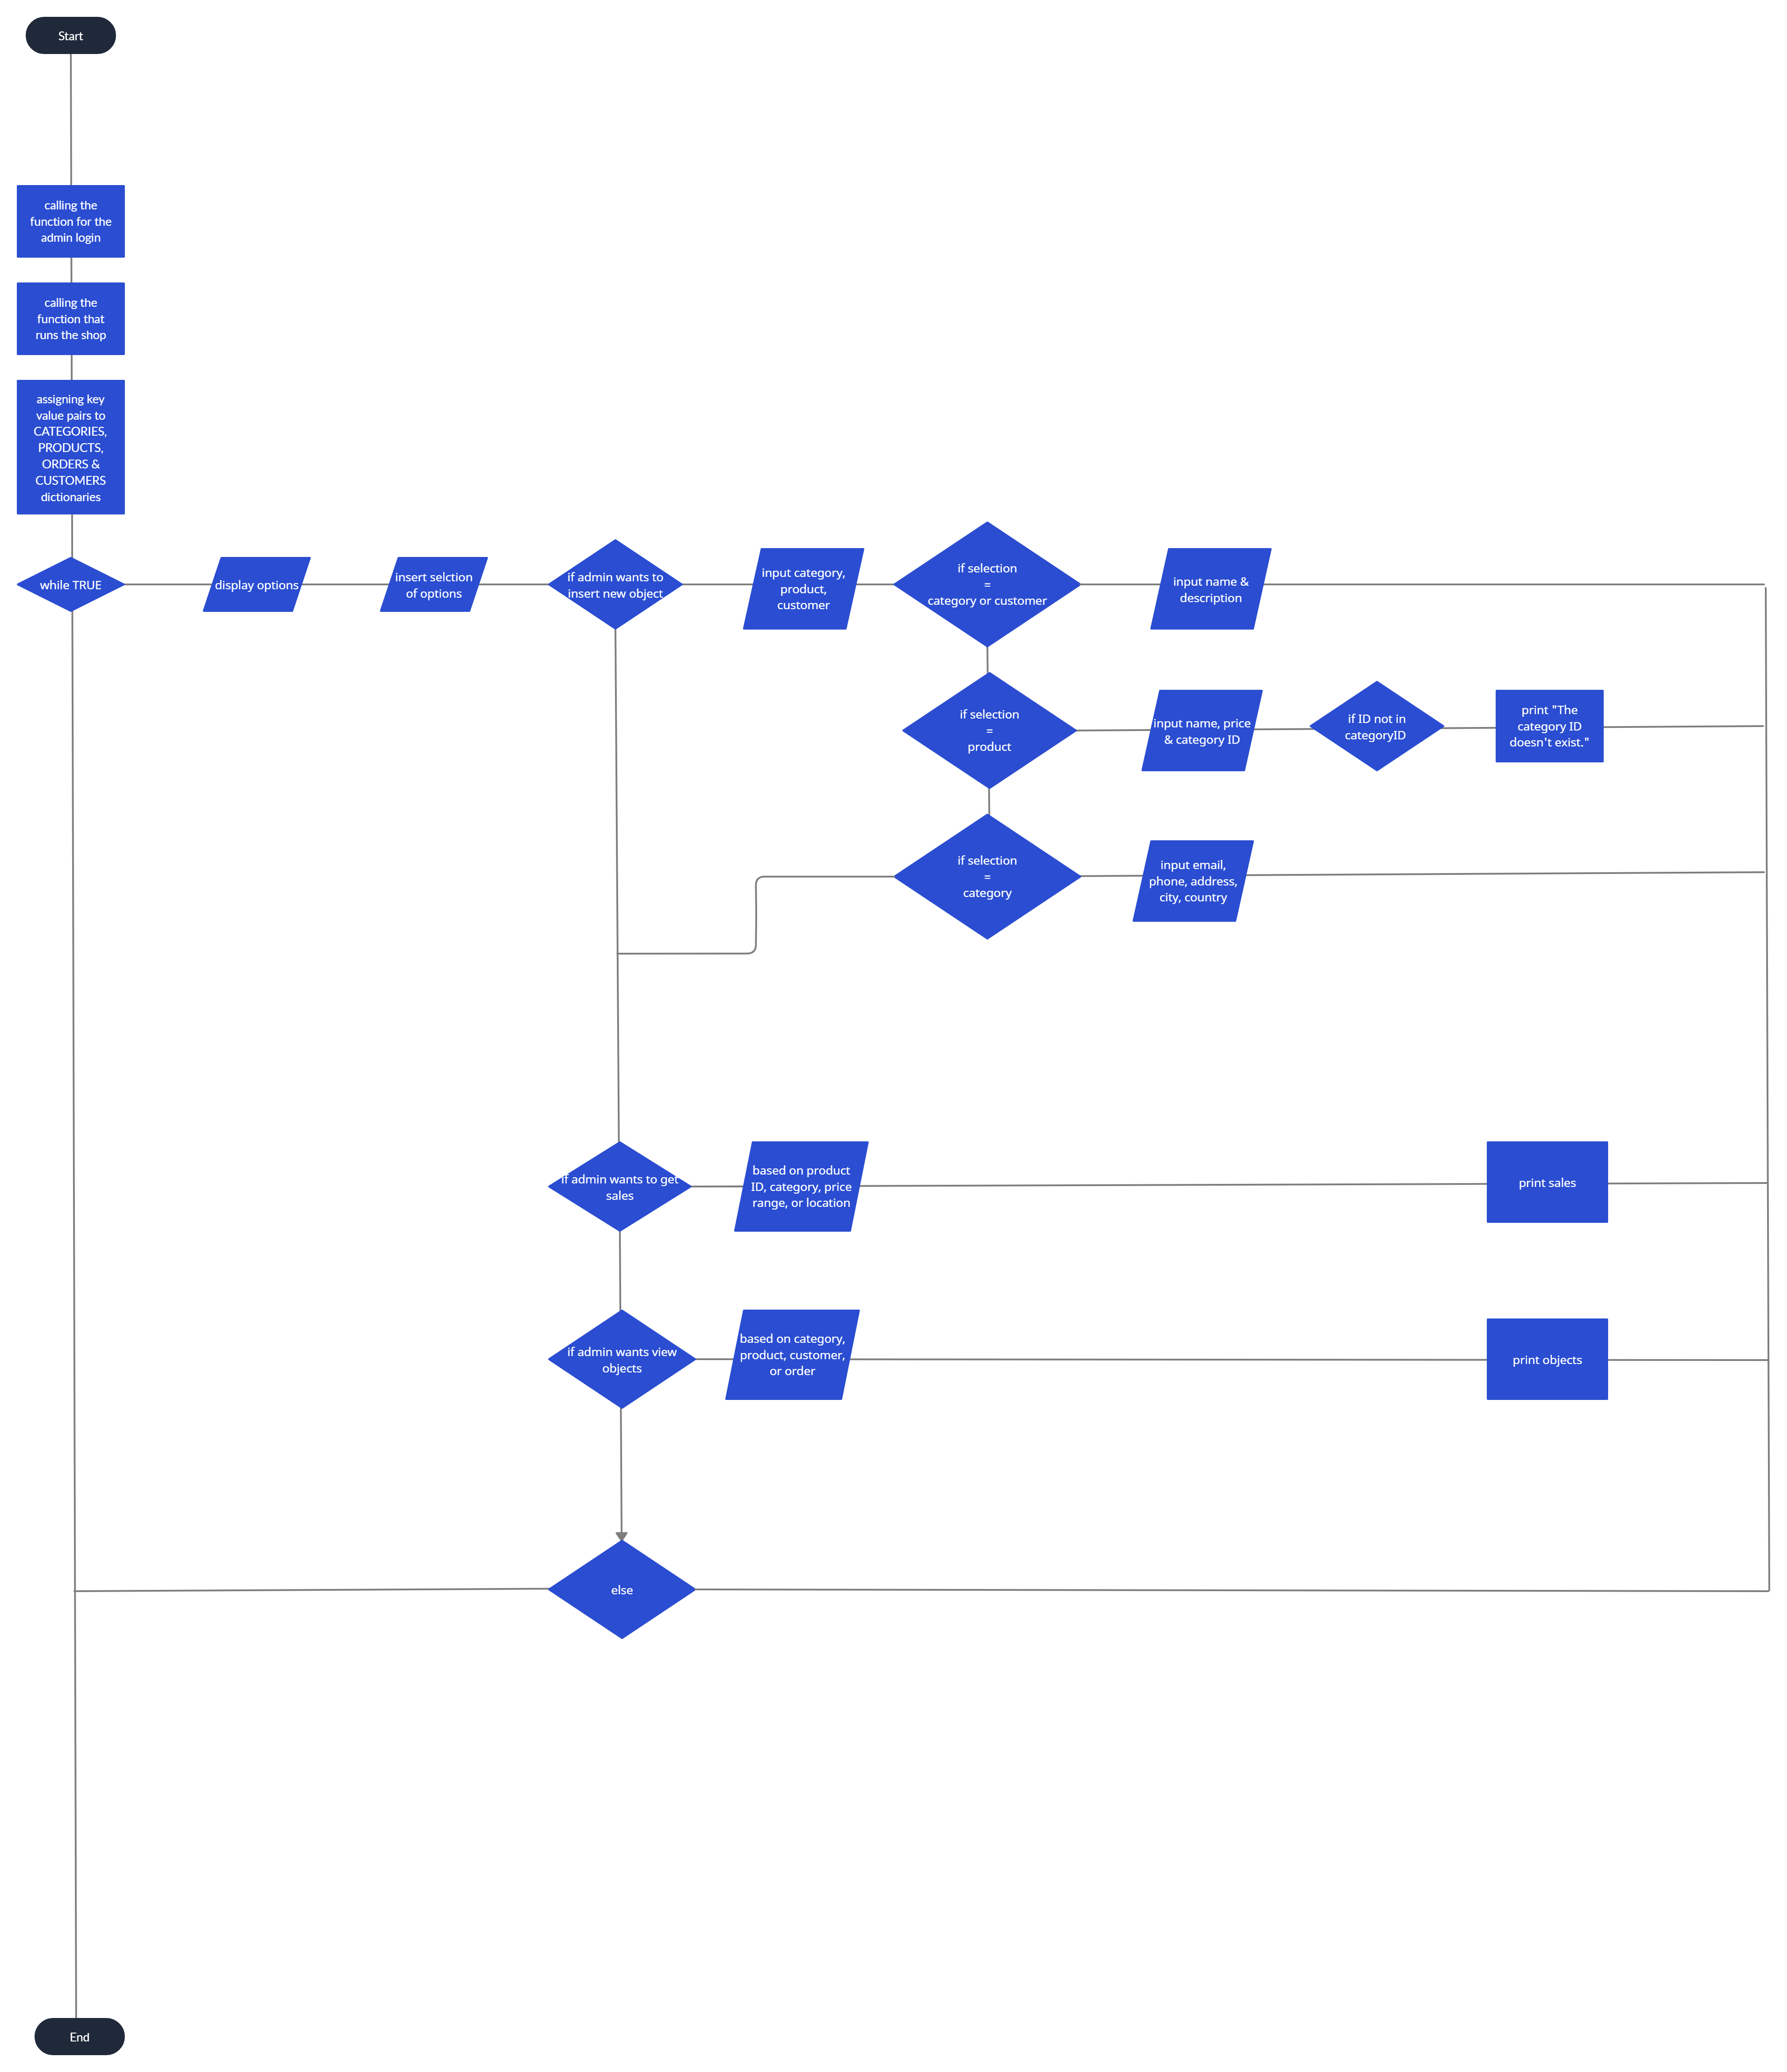 Start
calling the
function for the
admin login
calling the
function that
runs the shop
assigning key
value pairs to
CATEGORIES,
PRODUCTS,
ORDERS &
CUSTOMERS
dictionaries
while TRUE
display options
insert selction
of options
if admin wants to
insert new object
input category,
product,
customer
if selection
=
category or customer
input name &
description
if selection
=
product
input name, price
& category ID
if ID not in
categoryID
print "The
category ID
doesn't exist."
if selection
=
category
input email,
phone, address,
city, country
if admin wants to get
sales
based on product
ID, category, price
range, or location
print sales
if admin wants view
objects
based on category,
product, customer,
or order
print objects
else
End